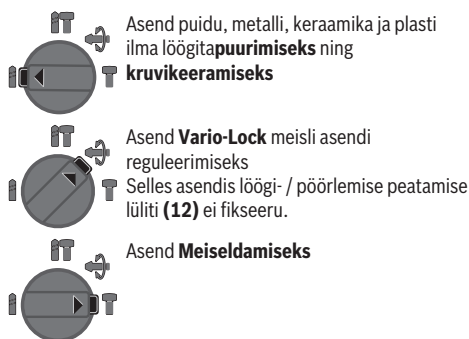 Asend puidu, metalli, keraamika ja plasti
ilma löögitapuurimiseks ning
kruvikeeramiseks
Asend Vario-Lock meisli asendi
reguleerimiseks
Selles asendis löögi- / pöörlemise peatamise
lüliti (12) ei fikseeru.
Asend Meiseldamiseks